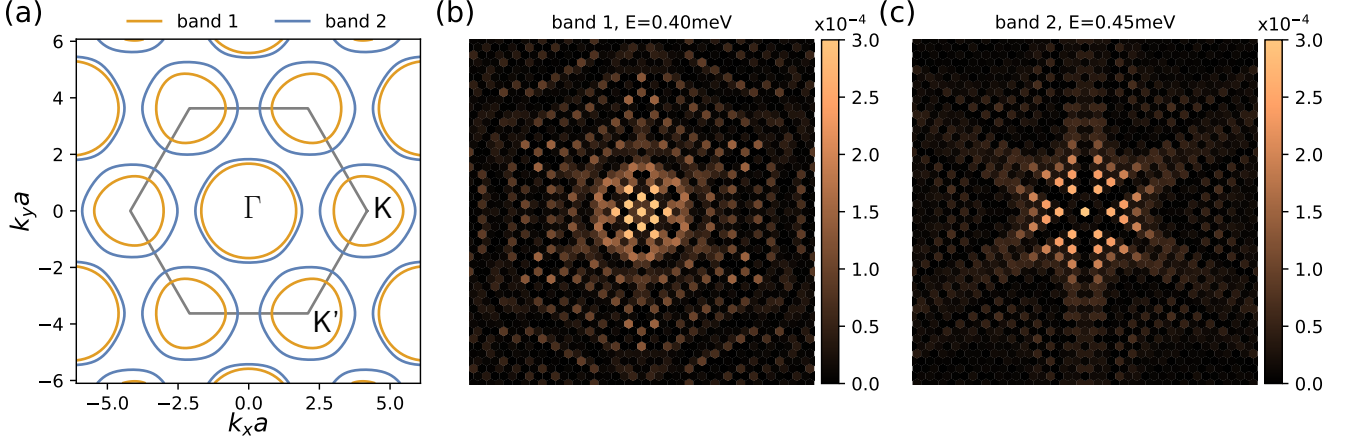 (a)
band 1
band 2
6
4
2
0
−2
−4
−6
kya
Γ
K
K'
−5.0
−2.5
0.0
2.5
5.0
kxa
(b)
band 1, E=0.40meV
x10⁻⁴
3.0
2.5
2.0
1.5
1.0
0.5
0.0
(c)
band 2, E=0.45meV
x10⁻⁴
3.0
2.5
2.0
1.5
1.0
0.5
0.0